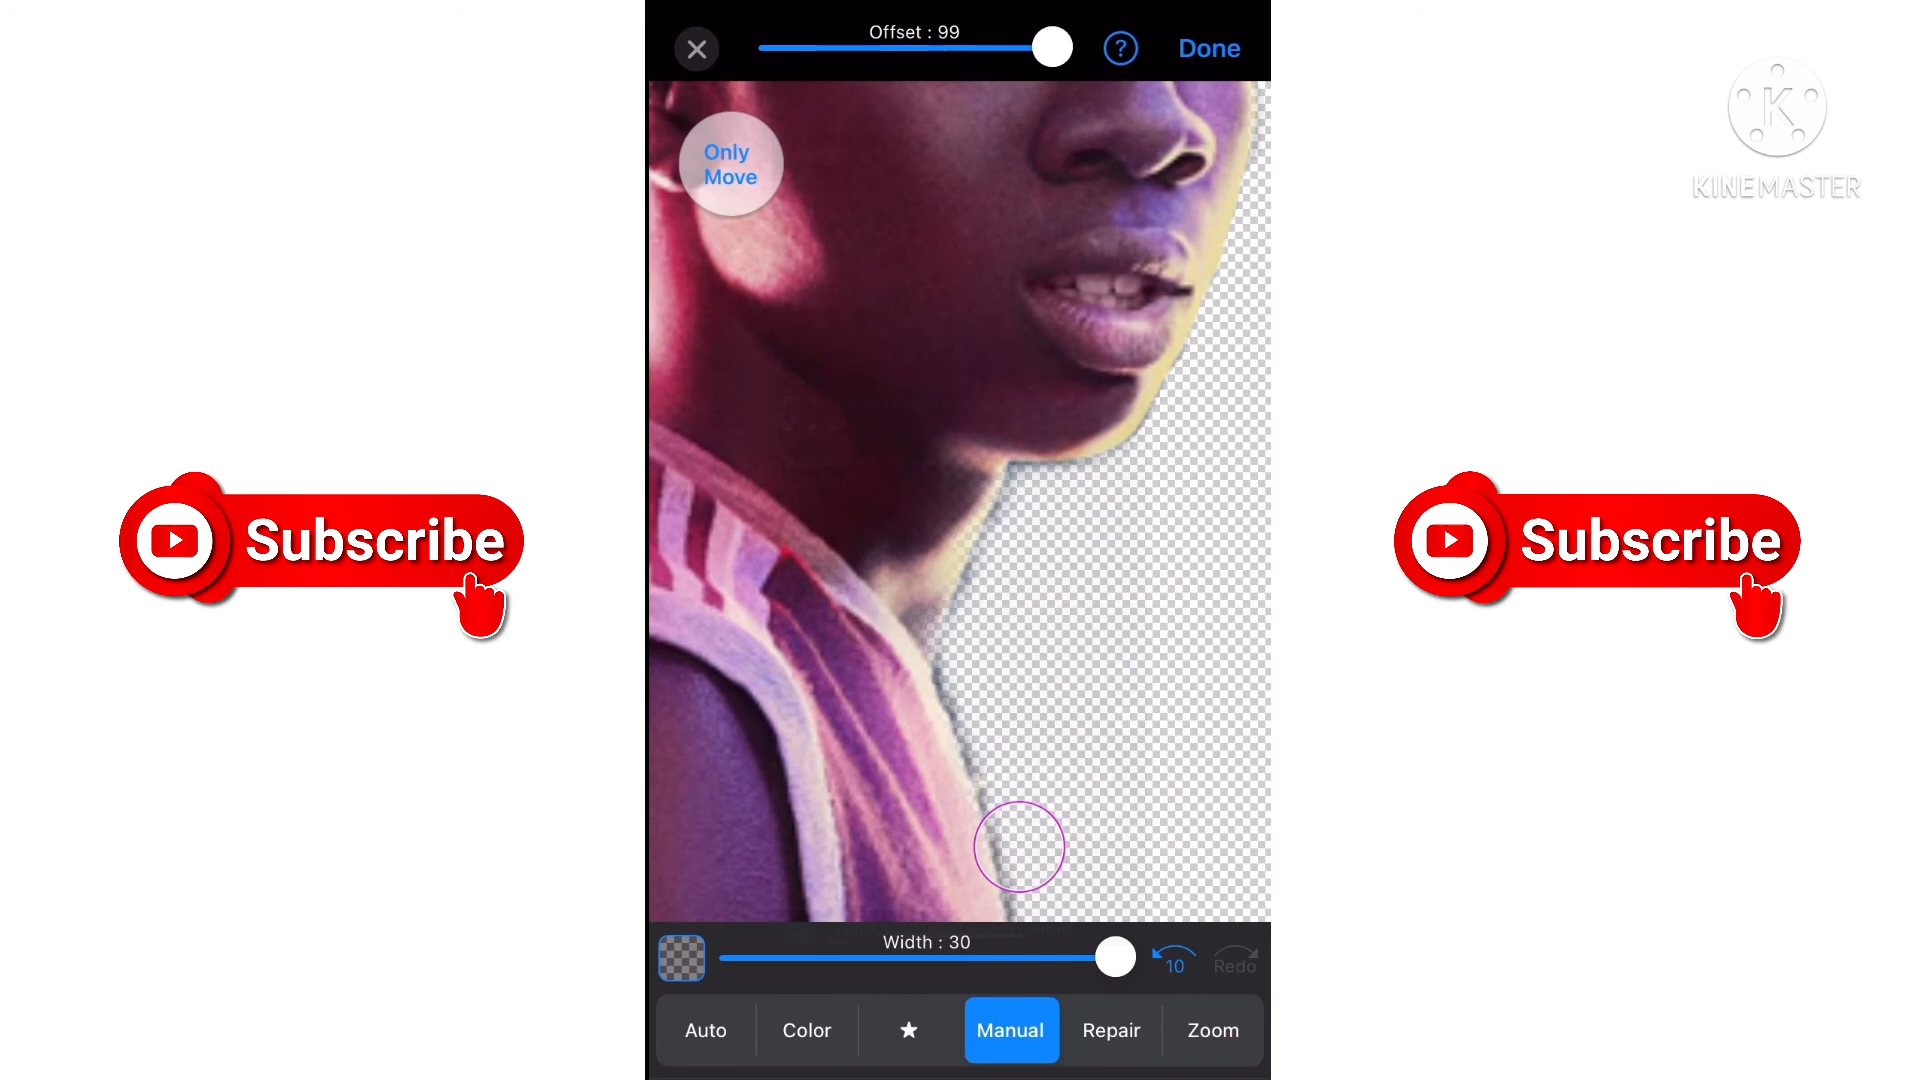 Offset : 99
?
Done
Only
Move
K
KINEMASTER
Subscribe
Subscribe
Width : 30
10
Redo
Auto
Color
Manual
Repair
Zoom